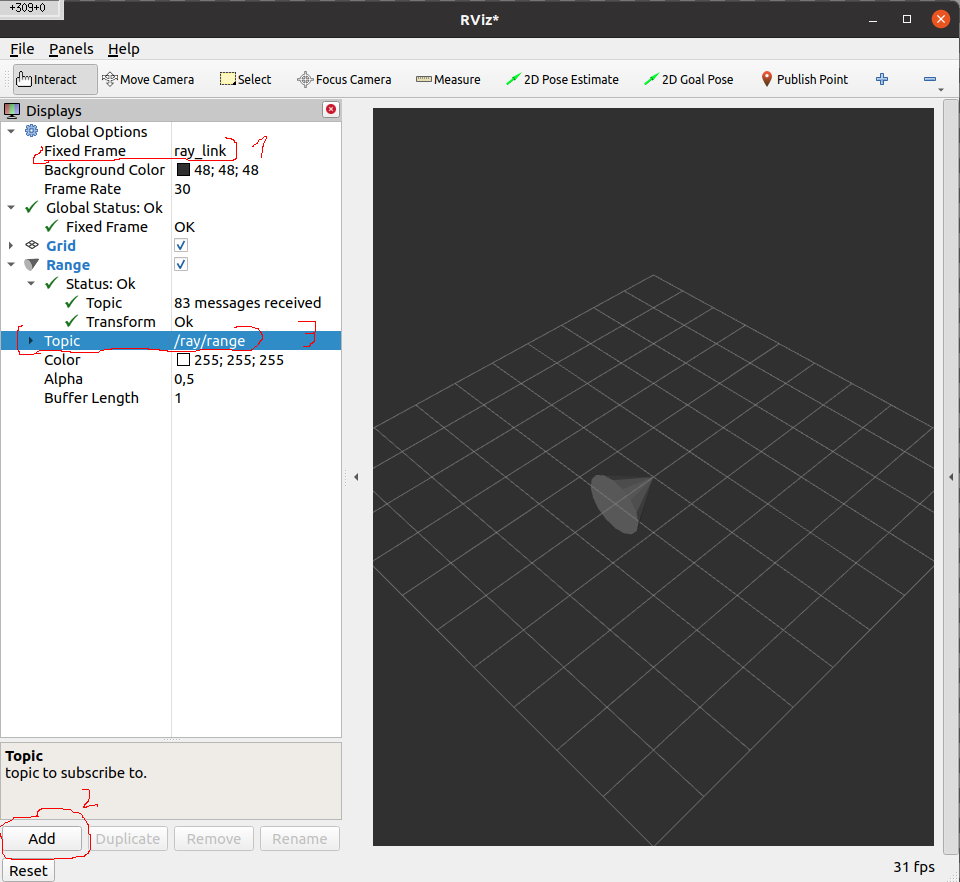 +309+0
RViz*
File Panels Help
Interact Move Camera Select Focus Camera Measure 2D Pose Estimate 2D Goal Pose Publish Point
Displays
Global Options
Fixed Frame ray_link 1
Background Color 48; 48; 48
Frame Rate 30
Global Status: Ok
Fixed Frame OK
Grid
Range
Status: Ok
Topic 83 messages received
Transform Ok
Topic /ray/range 3
Color 255; 255; 255
Alpha 0,5
Buffer Length 1
Topic
topic to subscribe to.
2
Add Duplicate Remove Rename
Reset 31 fps